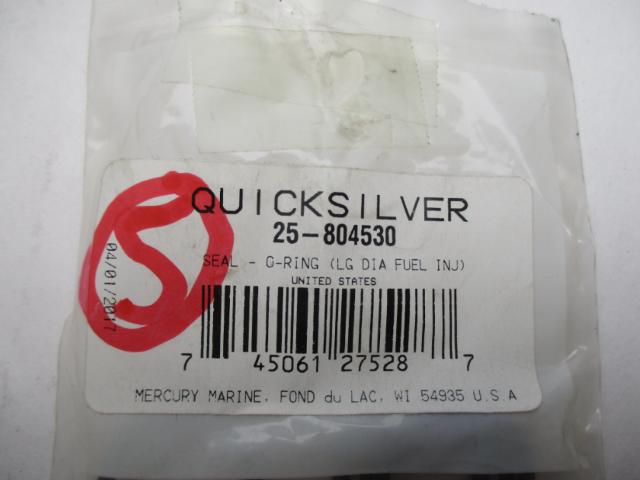 QUICKSILVER
25-804530
SEAL - O-RING (LG DIA FUEL INJ)
UNITED STATES
7 45061 27528 7
MERCURY MARINE, FOND du LAC, WI 54935 U.S.A
04/01/2017
S